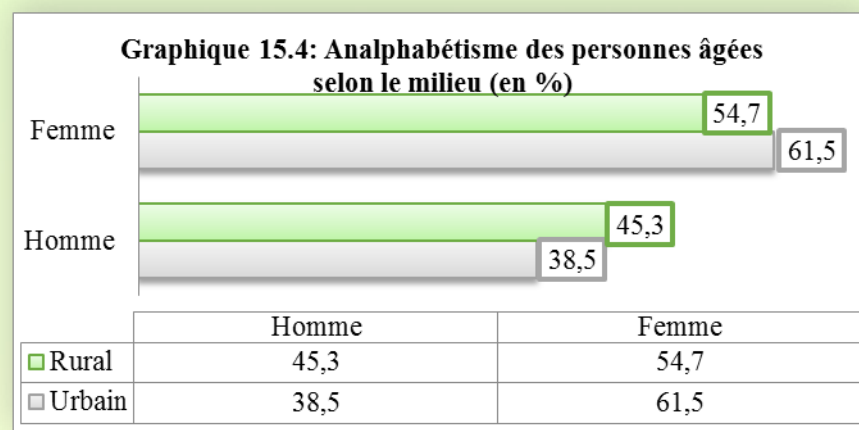 Graphique 15.4: Analphabétisme des personnes âgées
selon le milieu (en %)
Femme
54,7
61,5
Homme
45,3
38,5
Homme Femme
Rural 45,3 54,7
Urbain 38,5 61,5